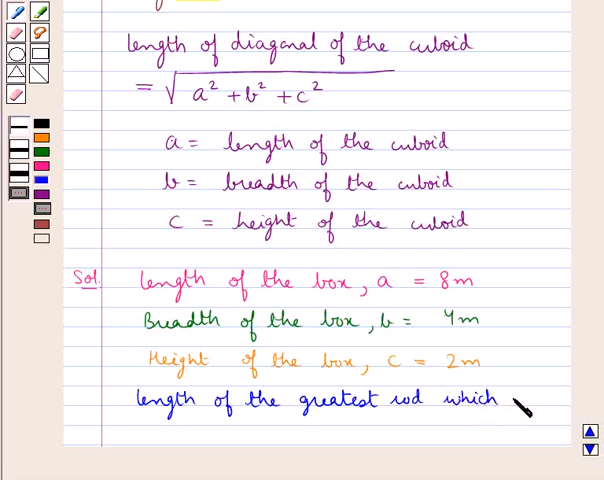 of
length of diagonal of the cuboid
= √a² + b² + c²
a = length of the cuboid
b = breadth of the cuboid
c = height of the cuboid
Sol. length of the box, a = 8m
Breadth of the box, b = 4m
Height of the box, c = 2m
length of the greatest rod which